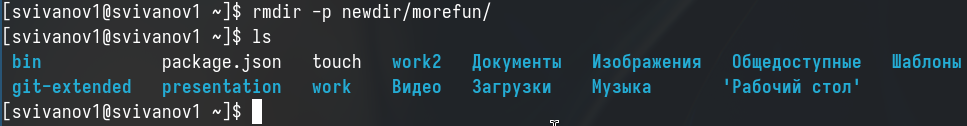 [svivanov1@svivanov1 ~]$ rmdir -p newdir/morefun/
[svivanov1@svivanov1 ~]$ ls
bin package.json touch work2 Документы Изображения Общедоступные Шаблоны
git-extended presentation work Видео Загрузки Музыка 'Рабочий стол'
[svivanov1@svivanov1 ~]$